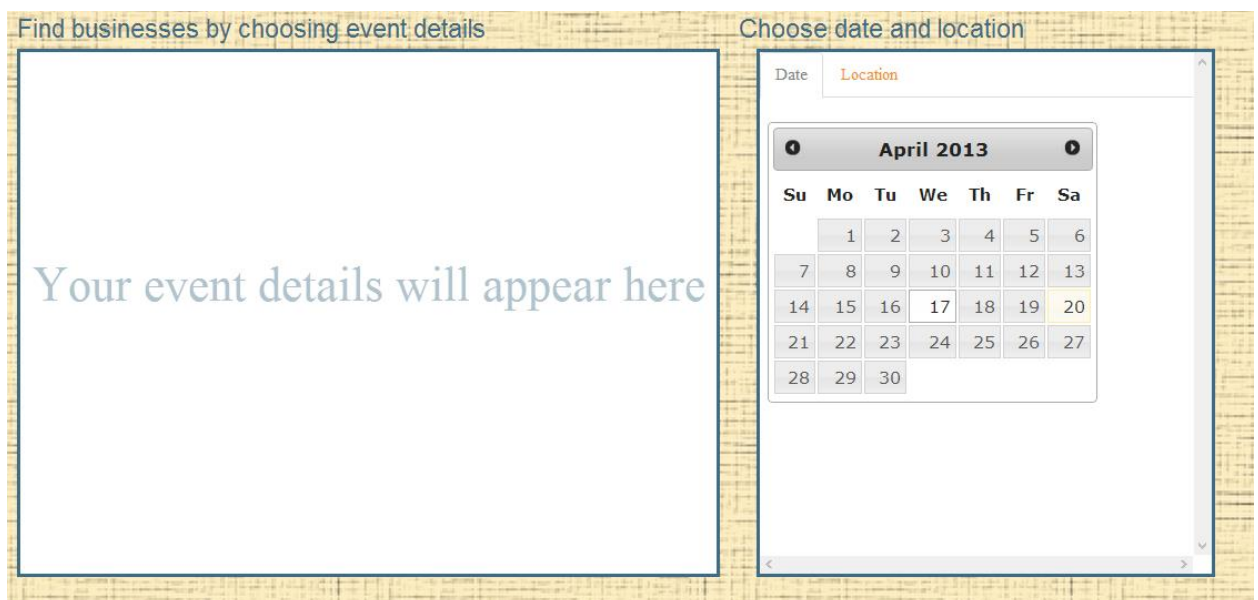 Find businesses by choosing event details
Your event details will appear here
Choose date and location
Date Location
April 2013
Su Mo Tu We Th Fr Sa
1 2 3 4 5 6
7 8 9 10 11 12 13
14 15 16 17 18 19 20
21 22 23 24 25 26 27
28 29 30